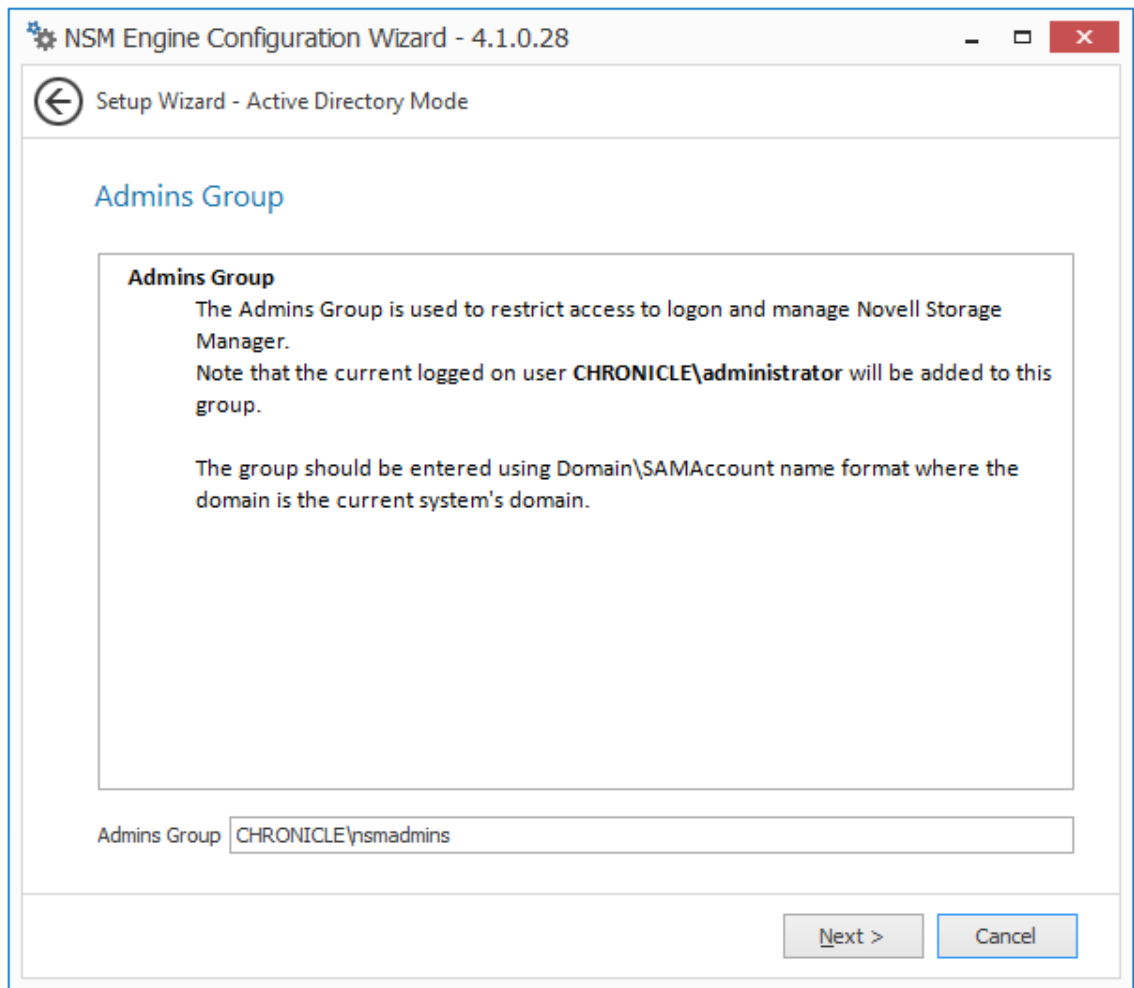 NSM Engine Configuration Wizard - 4.1.0.28
Setup Wizard - Active Directory Mode
Admins Group
Admins Group
The Admins Group is used to restrict access to logon and manage Novell Storage
Manager.
Note that the current logged on user CHRONICLE\administrator will be added to this
group.
The group should be entered using Domain\SAMAccount name format where the
domain is the current system's domain.
Admins Group CHRONICLE\nsmadmins
Next > Cancel